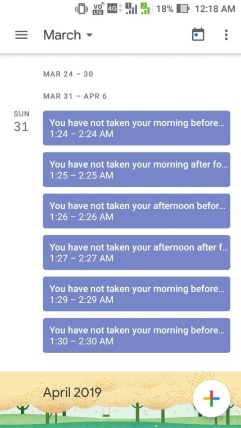 18% 12:18 AM
March
MAR 24 – 30
MAR 31 – APR 6
SUN
31
You have not taken your morning before...
1:24 – 2:24 AM
You have not taken your morning after fo...
1:25 – 2:25 AM
You have not taken your afternoon befor...
1:26 – 2:26 AM
You have not taken your afternoon after f...
1:27 – 2:27 AM
You have not taken your morning before...
1:29 – 2:29 AM
You have not taken your morning before...
1:30 – 2:30 AM
April 2019